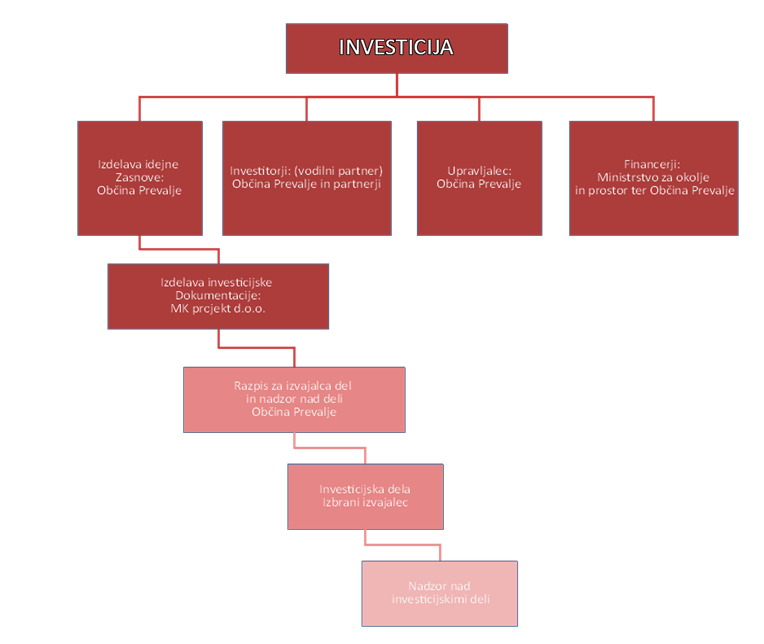 INVESTICIJA
Izdelava idejne
Zasnove:
Občina Prevalje
Investitorji: (vodilni partner)
Občina Prevalje in partnerji
Upravljalec:
Občina Prevalje
Financerji:
Ministrstvo za okolje
in prostor ter Občina Prevalje
Izdelava investicijske
Dokumentacije:
MK projekt d.o.o.
Razpis za izvajalca del
in nadzor nad deli
Občina Prevalje
Investicijska dela
Izbrani izvajalec
Nadzor nad
investicijskimi deli